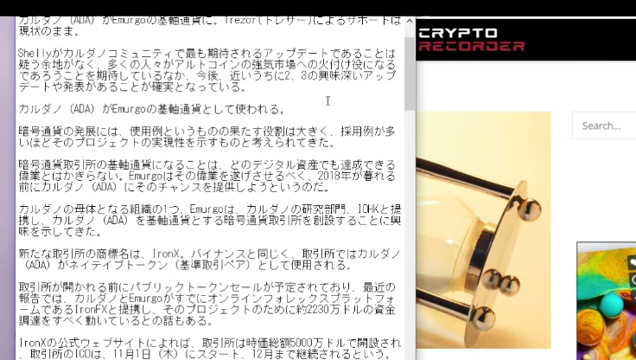 カルダノ（ADA）がEmurgoの基軸通貨に。Trezor(トレザー)によるサポートは
現状のまま。
Shellyがカルダノコミュニティで最も期待されるアップデートであることは
疑う余地がなく、多くの人々がアルトコインの強気市場への火付け役になる
であろうことを期待しているなか、今後、近いうちに2、3の興味深いアップ
デートや発表があることが確実となっている。
カルダノ（ADA）がEmurgoの基軸通貨として使われる。
暗号通貨の発展には、使用例というものの果たす役割は大きく、採用例が多
いほどそのプロジェクトの実現性を示すものと考えられてきた。
暗号通貨取引所の基軸通貨になることは、どのデジタル資産でも達成できる
偉業とはかぎらない。Emurgoはその偉業を遂げさせるべく、2018年が暮れる
前にカルダノ（ADA）にそのチャンスを提供しようというのだ。
カルダノの母体となる組織の1つ、Emurgoは、カルダノの研究部門、IOHKと提
携し、カルダノ（ADA）を基軸通貨とする暗号通貨取引所を創設することに興
味を示してきた。
新たな取引所の商標名は、IronX。バイナンスと同じく、取引所ではカルダノ
（ADA）がネイテイブトークン（基準取引ペア）として使用される。
取引所が開かれる前にパブリックトークンセールが予定されており、最近の
報告では、カルダノとEmurgoがすでにオンラインフォレックスプラットフォ
ームであるIronFXと提携し、そのプロジェクトのために約2230万ドルの資金
調達をすべく動いているとの話もある。
IronXの公式ウェブサイトによれば、取引所は時価総額5000万ドルで開設され
、取引所のICOは、11月1日（木）にスタート、12月まで継続されるという。
CRYPTO
RECORDER
Search...